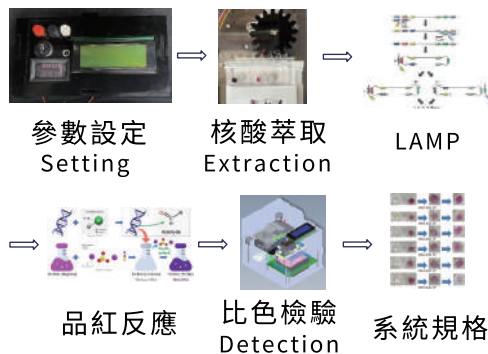 參數設定
Setting
核酸萃取
Extraction
LAMP
品紅反應
比色檢驗
Detection
系統規格